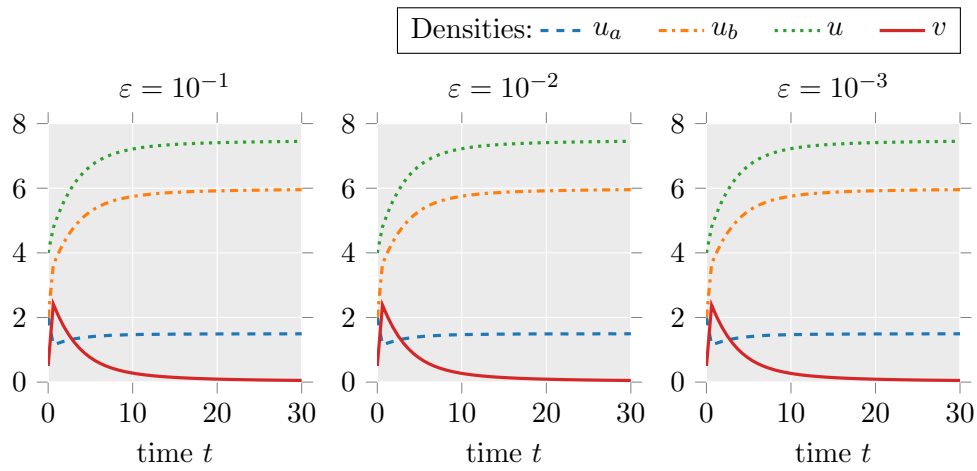 Densities: u_a u_b u v
ε = 10⁻¹ ε = 10⁻² ε = 10⁻³
8 8 8
6 6 6
4 4 4
2 2 2
0 0 0
0 10 20 30 0 10 20 30 0 10 20 30
time t time t time t